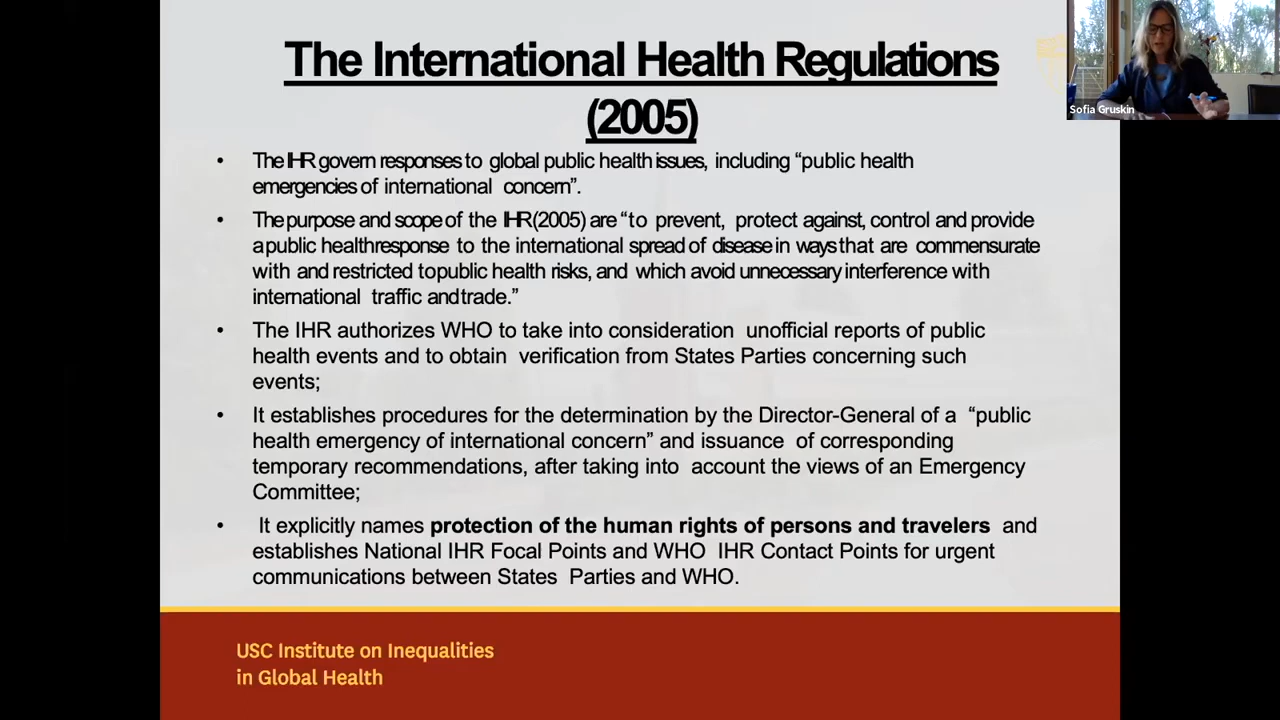 The International Health Regulations
(2005)
Sofia Gruskin
• The IHR govern responses to global public health issues, including “public health
emergencies of international concern”.
• The purpose and scope of the IHR (2005) are “to prevent, protect against, control and provide
a public health response to the international spread of disease in ways that are commensurate
with and restricted to public health risks, and which avoid unnecessary interference with
international traffic and trade.”
• The IHR authorizes WHO to take into consideration unofficial reports of public
health events and to obtain verification from States Parties concerning such
events;
• It establishes procedures for the determination by the Director-General of a “public
health emergency of international concern” and issuance of corresponding
temporary recommendations, after taking into account the views of an Emergency
Committee;
• It explicitly names protection of the human rights of persons and travelers and
establishes National IHR Focal Points and WHO IHR Contact Points for urgent
communications between States Parties and WHO.
USC Institute on Inequalities
in Global Health